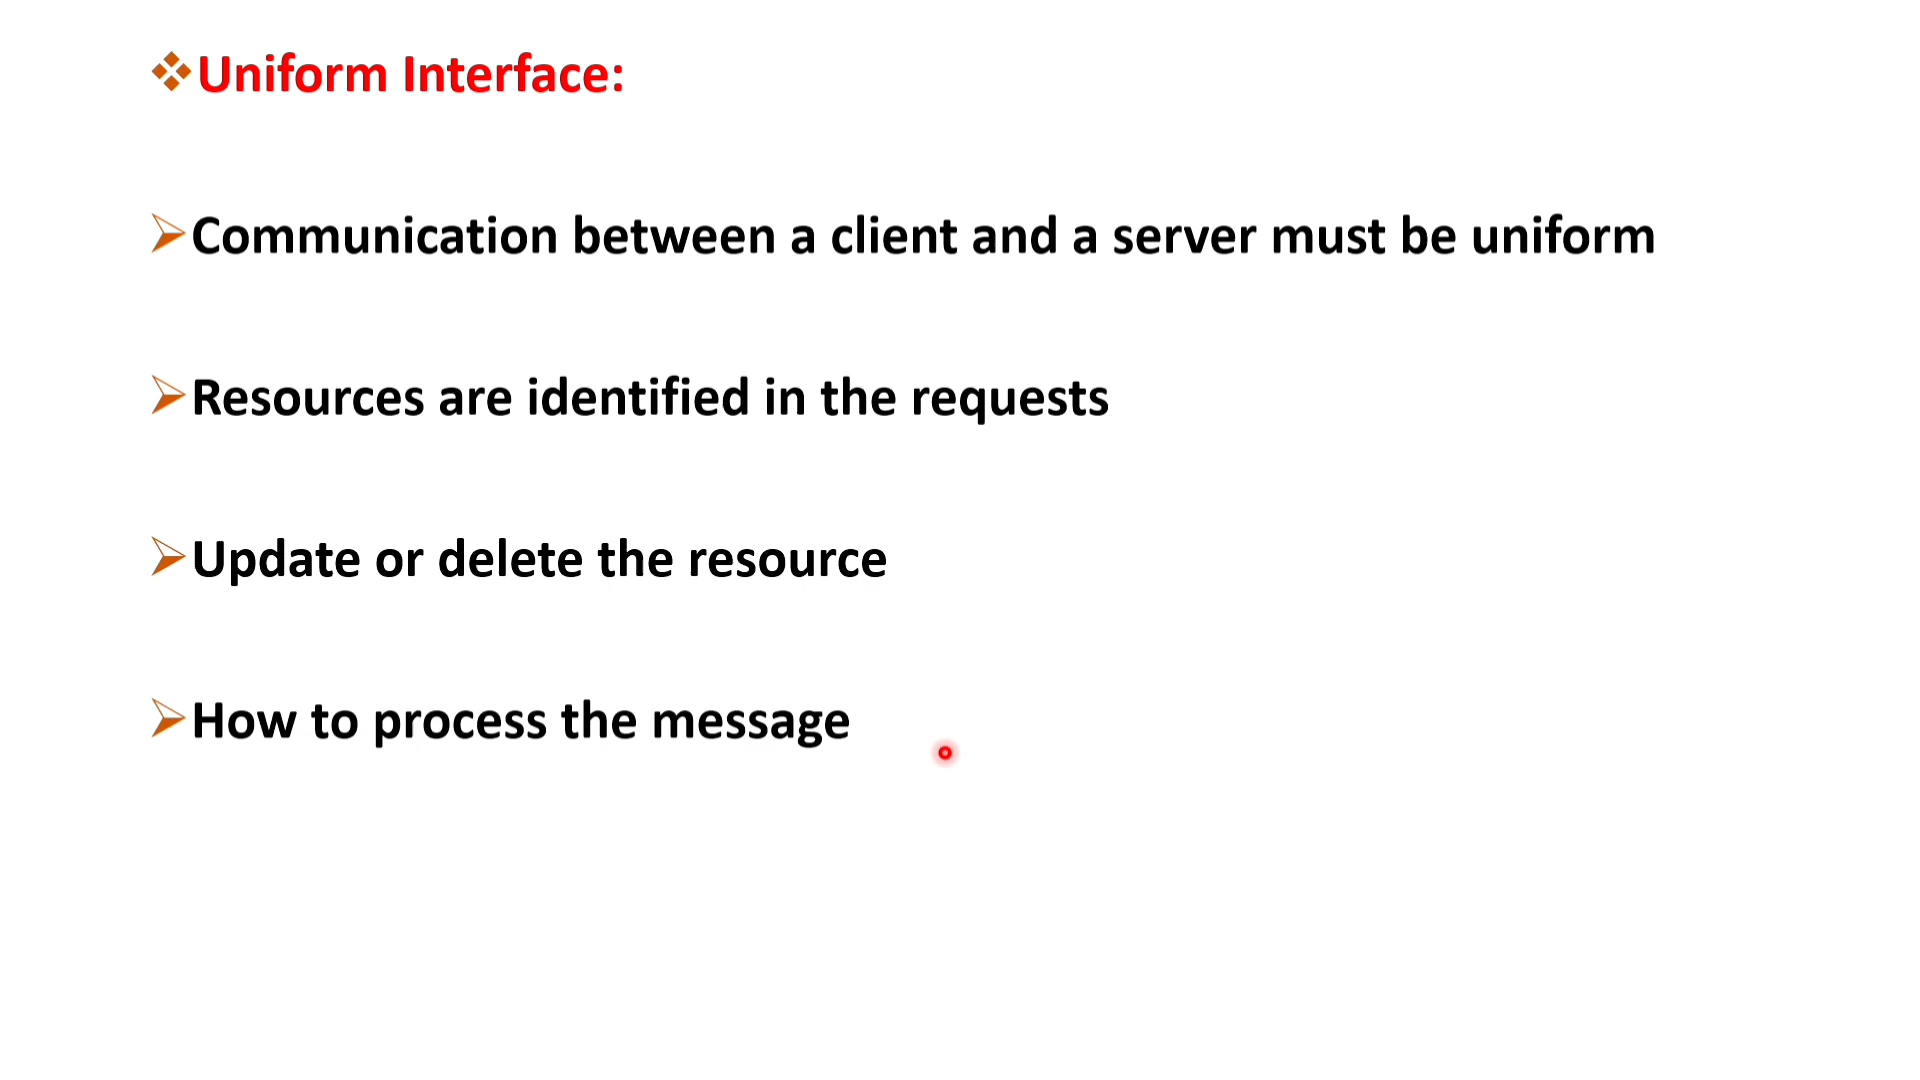 Uniform Interface:
Communication between a client and a server must be uniform
Resources are identified in the requests
Update or delete the resource
How to process the message